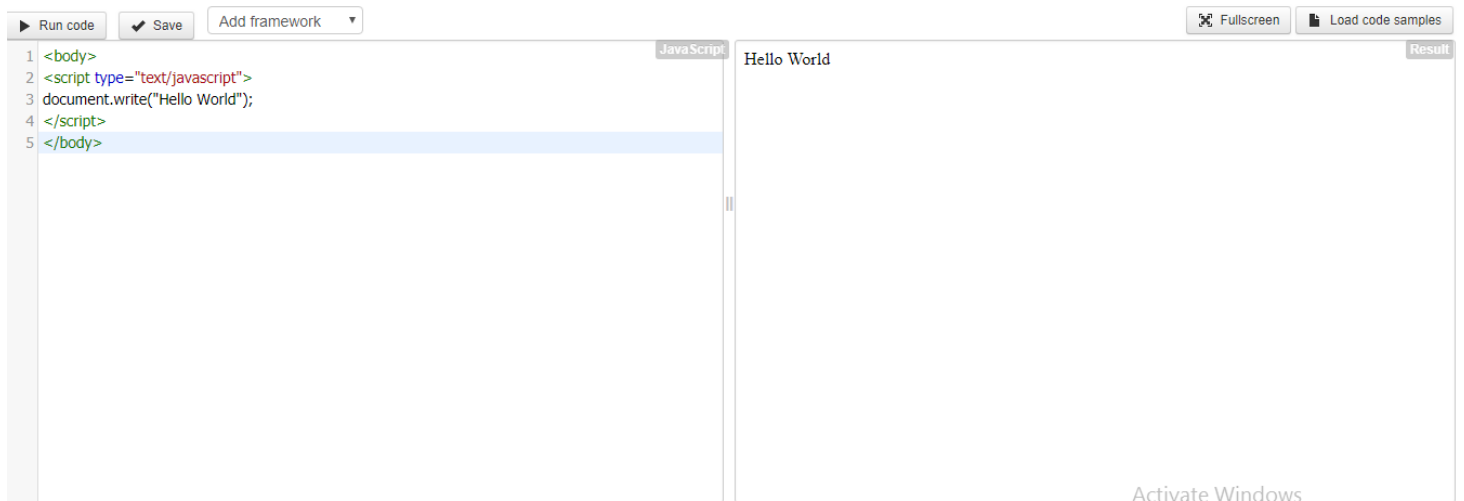 Run code Save Add framework Fullscreen Load code samples
JavaScript
1 <body>
2 <script type="text/javascript">
3 document.write("Hello World");
4 </script>
5 </body>
Result
Hello World
Activate Windows